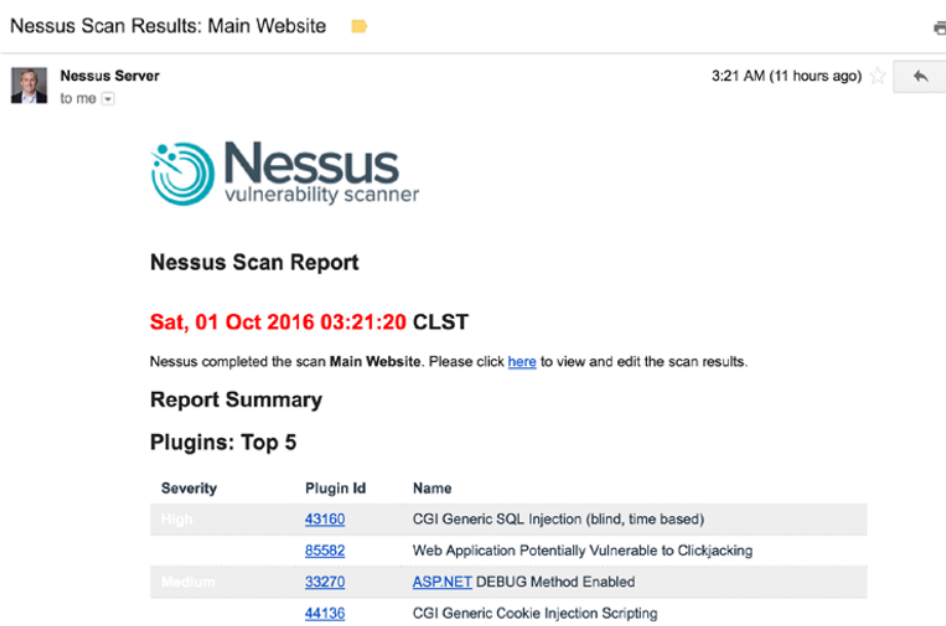 Nessus Scan Results: Main Website
Nessus Server
3:21 AM (11 hours ago)
to me
Nessus
vulnerability scanner
Nessus Scan Report
Sat, 01 Oct 2016 03:21:20 CLST
Nessus completed the scan Main Website. Please click here to view and edit the scan results.
Report Summary
Plugins: Top 5
Severity Plugin Id Name
High 43160 CGI Generic SQL Injection (blind, time based)
85582 Web Application Potentially Vulnerable to Clickjacking
Medium 33270 ASP.NET DEBUG Method Enabled
44136 CGI Generic Cookie Injection Scripting